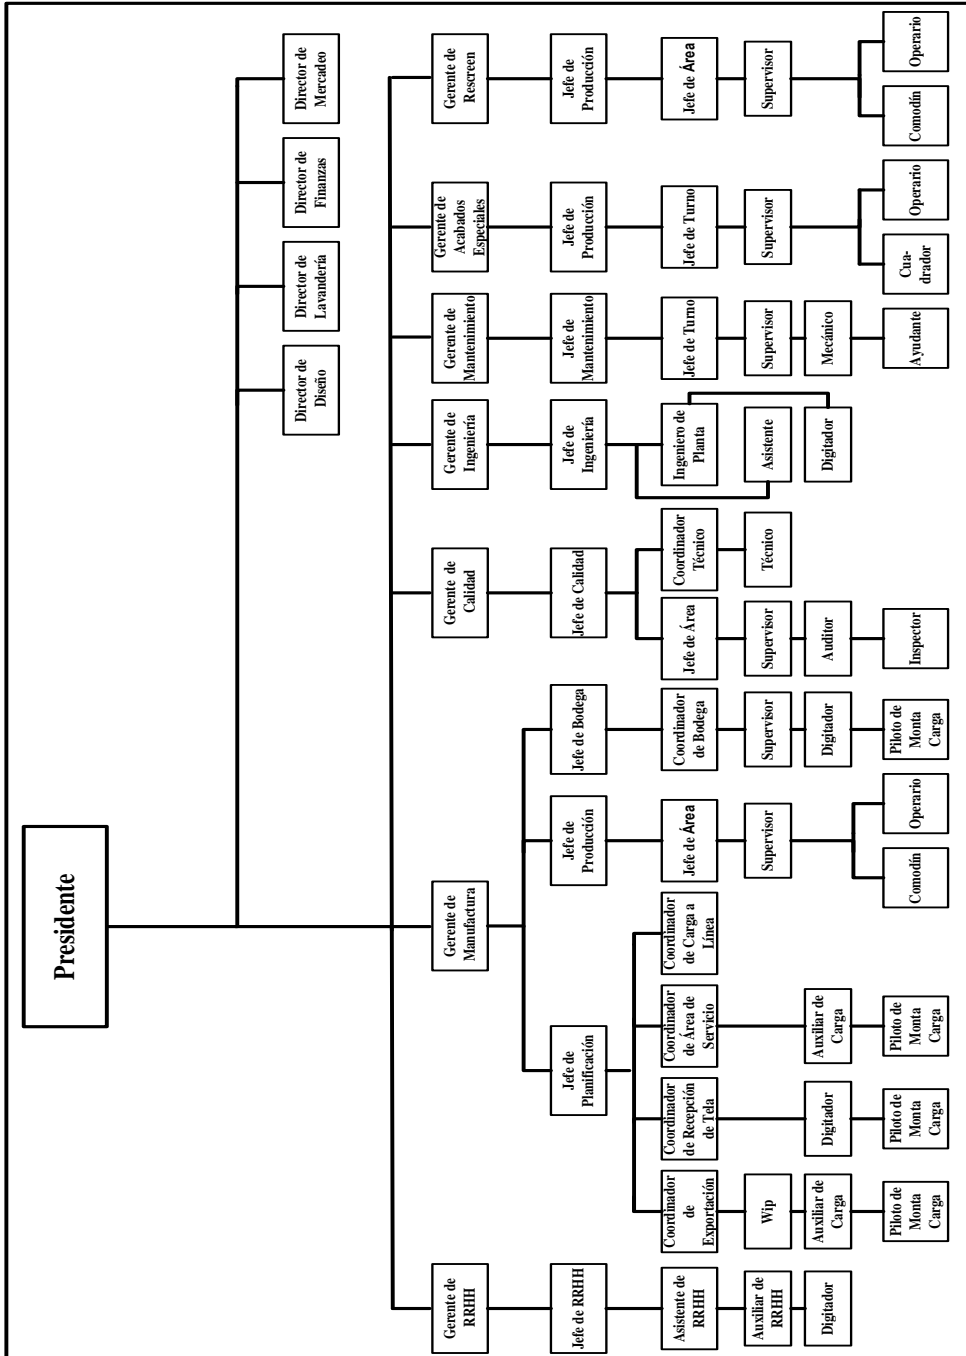 Presidente
Director de
Diseño
Director de
Lavandería
Director de
Finanzas
Director de
Mercadeo
Gerente de
RRHH
Gerente de
Manufactura
Gerente de
Calidad
Gerente de
Ingeniería
Gerente de
Mantenimiento
Gerente de
Acabados
Especiales
Gerente de
Rescreen
Jefe de RRHH
Jefe de
Planificación
Jefe de
Producción
Jefe de Bodega
Jefe de Calidad
Jefe de
Ingeniería
Jefe de
Mantenimiento
Jefe de
Producción
Jefe de
Producción
Asistente de
RRHH
Coordinador
de
Exportación
Coordinador
de Recepción
de Tela
Coordinador
de Área de
Servicio
Coordinador
de Carga a
Línea
Jefe de Área
Coordinador
de Bodega
Jefe de Área
Coordinador
Técnico
Ingeniero de
Planta
Jefe de Turno
Jefe de Turno
Jefe de Área
Auxiliar de
RRHH
Wip
Supervisor
Supervisor
Supervisor
Técnico
Asistente
Supervisor
Supervisor
Supervisor
Digitador
Auxiliar de
Carga
Digitador
Auxiliar de
Carga
Digitador
Auditor
Digitador
Mecánico
Piloto de
Monta
Carga
Piloto de
Monta
Carga
Piloto de
Monta
Carga
Comodín
Operario
Piloto de
Monta
Carga
Inspector
Ayudante
Cua-
drador
Operario
Comodín
Operario